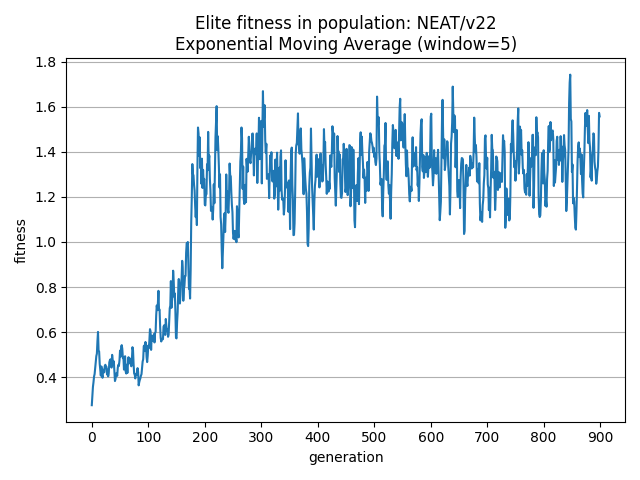 Elite fitness in population: NEAT/v22
Exponential Moving Average (window=5)
1.8
1.6
1.4
1.2
1.0
0.8
0.6
0.4
fitness
0 100 200 300 400 500 600 700 800 900
generation